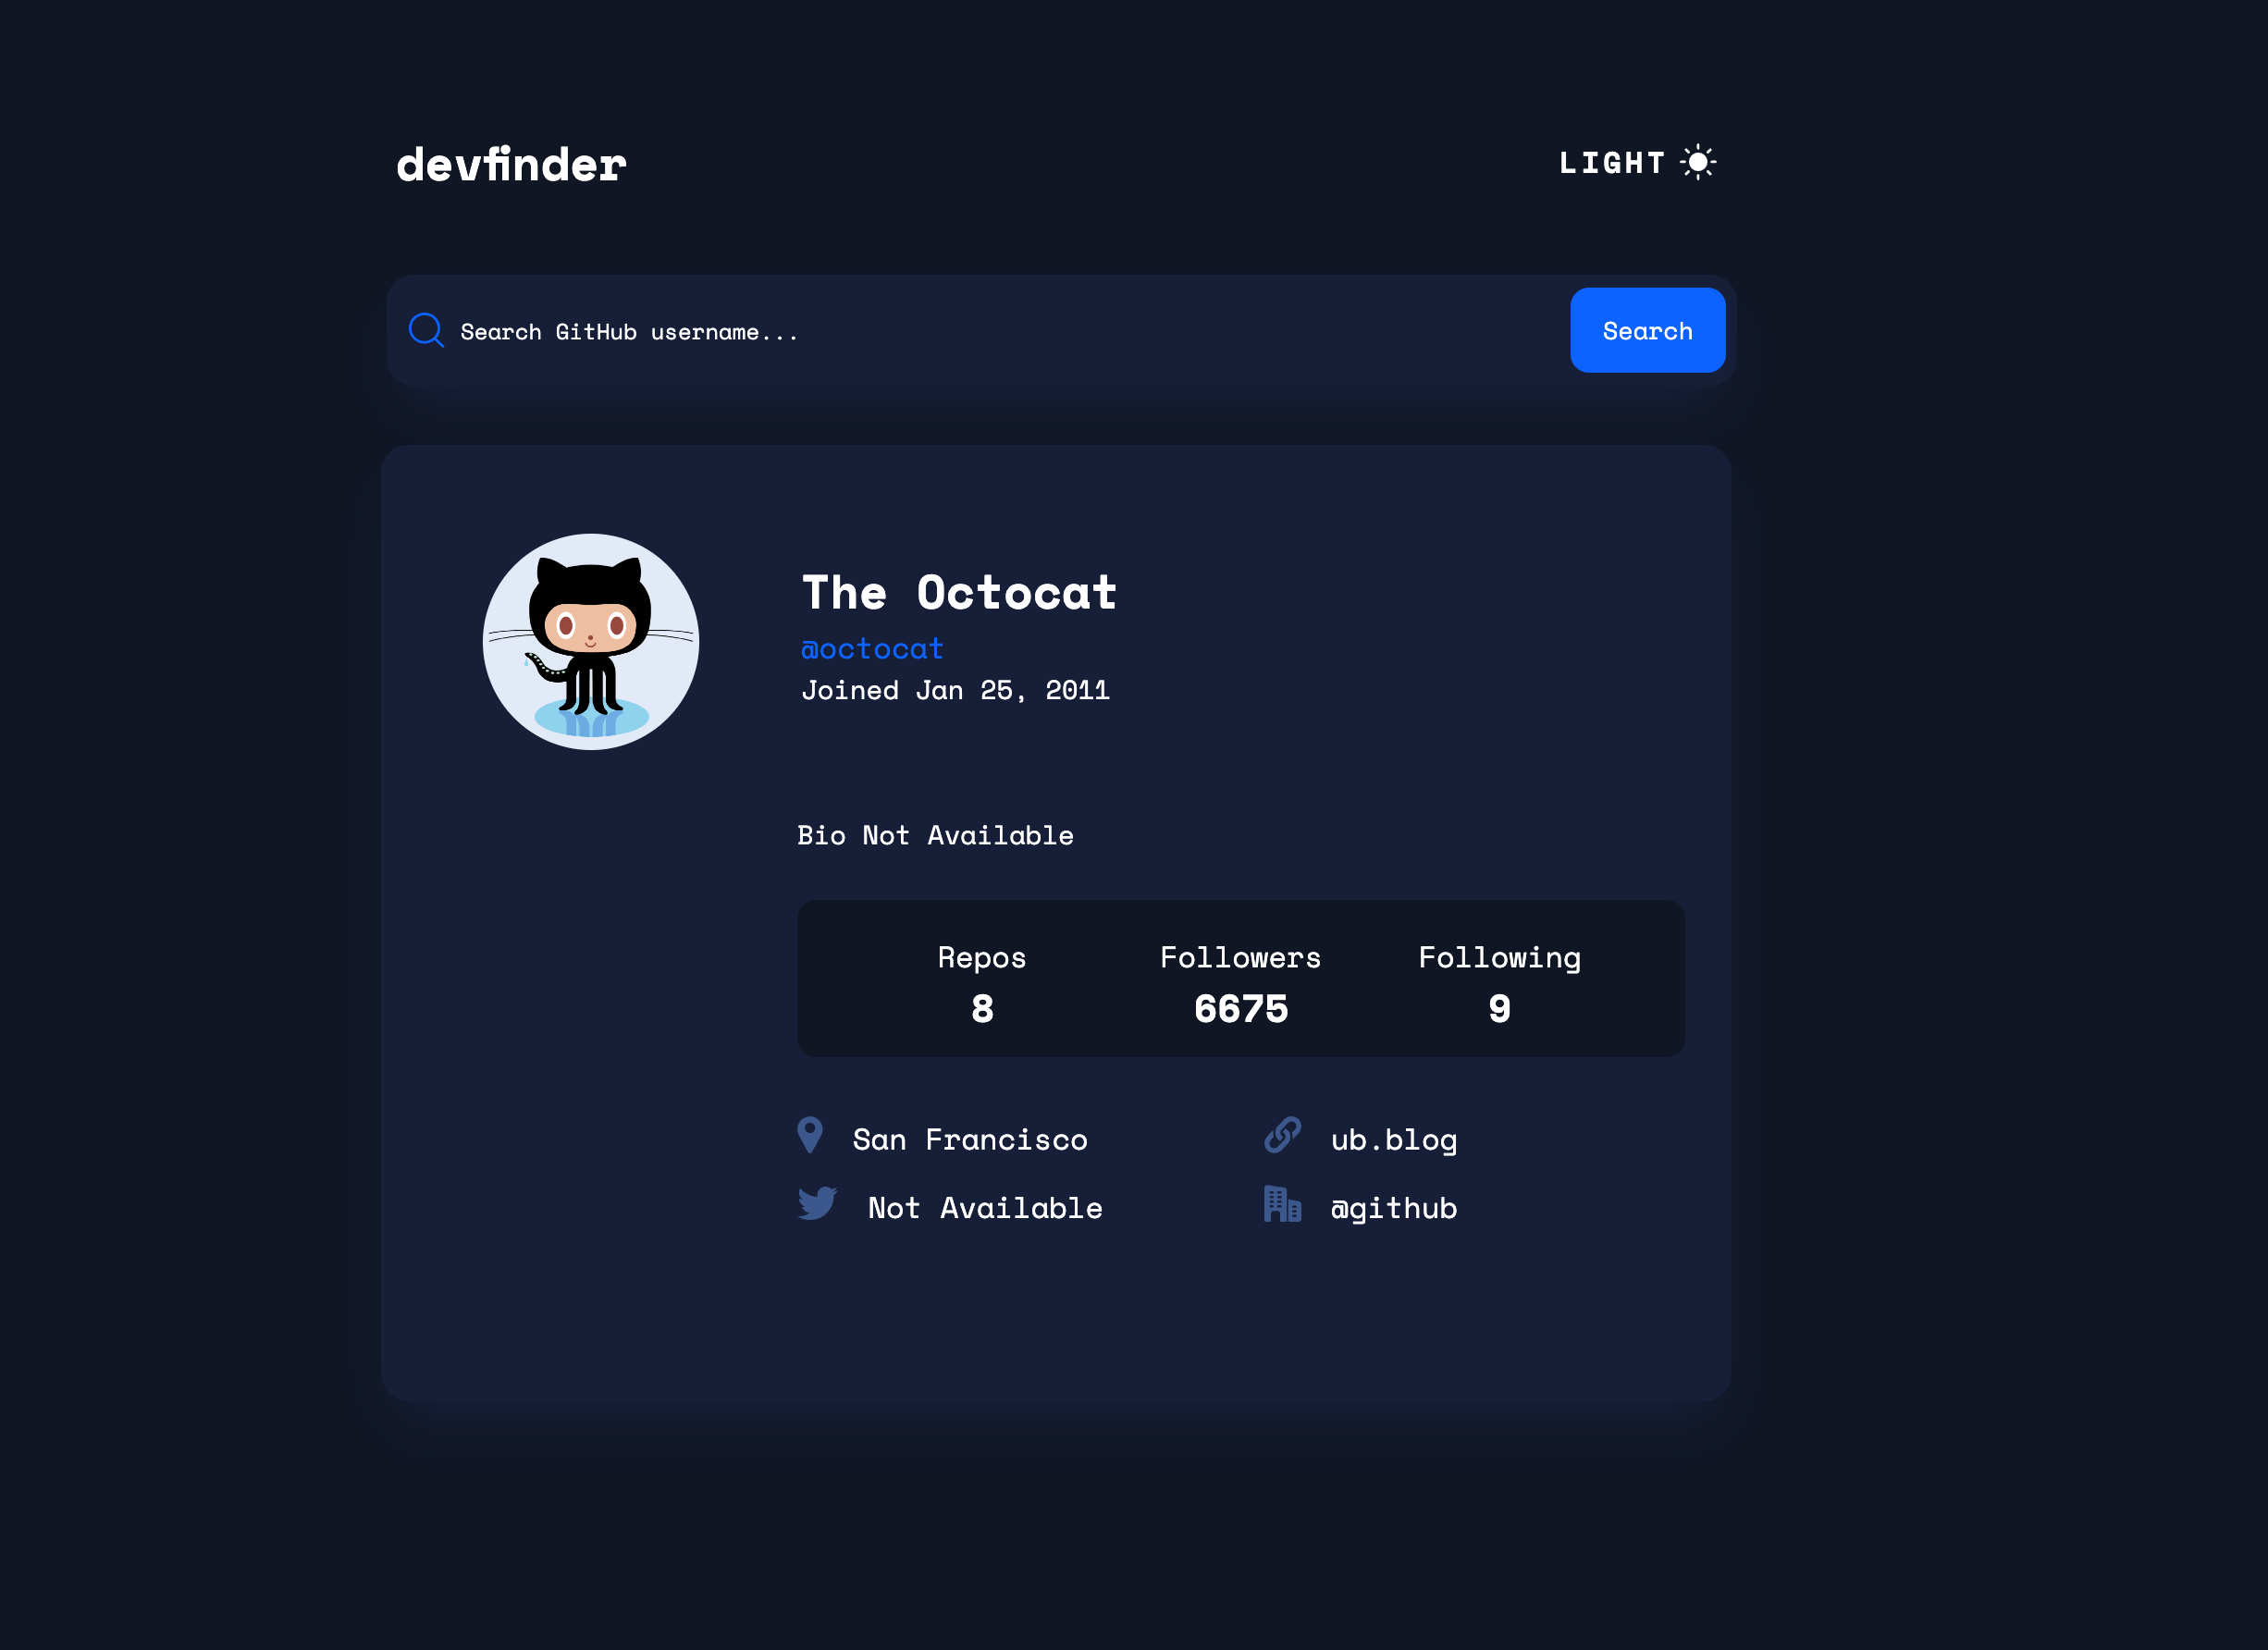 devfinder
LIGHT
Search GitHub username...
Search
The Octocat
@octocat
Joined Jan 25, 2011
Bio Not Available
Repos
Followers
Following
8
6675
9
San Francisco
ub.blog
Not Available
@github